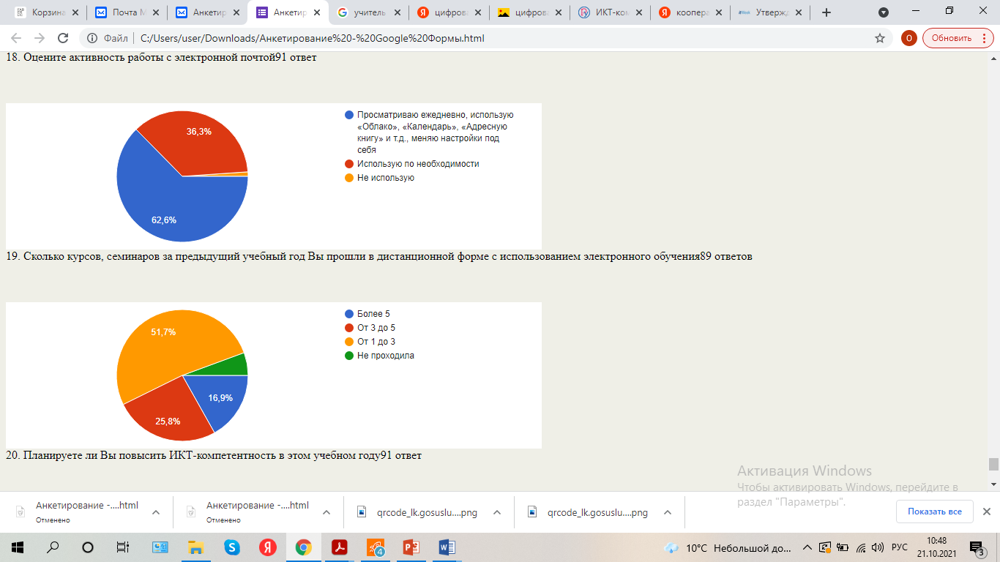 Корзина
Почта М
Анкетир
Анкетир
учитель
цифрова
цифрова
ИКТ-ком
коопера
Утвержд
Файл
C:/Users/user/Downloads/Анкетирование%20-%20Google%20Формы.html
О
Обновить
18. Оцените активность работы с электронной почтой91 ответ
36,3%
62,6%
Просматриваю ежедневно, использую
«Облако», «Календарь», «Адресную
книгу» и т.д., меняю настройки под
себя
Использую по необходимости
Не использую
19. Сколько курсов, семинаров за предыдущий учебный год Вы прошли в дистанционной форме с использованием электронного обучения89 ответов
51,7%
16,9%
25,8%
Более 5
От 3 до 5
От 1 до 3
Не проходила
20. Планируете ли Вы повысить ИКТ-компетентность в этом учебном году91 ответ
Активация Windows
Чтобы активировать Windows, перейдите в
раздел "Параметры".
Анкетирование -....html
Отменено
Анкетирование -....html
Отменено
qrcode_lk.gosuslu....png
qrcode_lk.gosuslu....png
Показать все
4
10°C Небольшой до...
РУС
10:48
21.10.2021
3